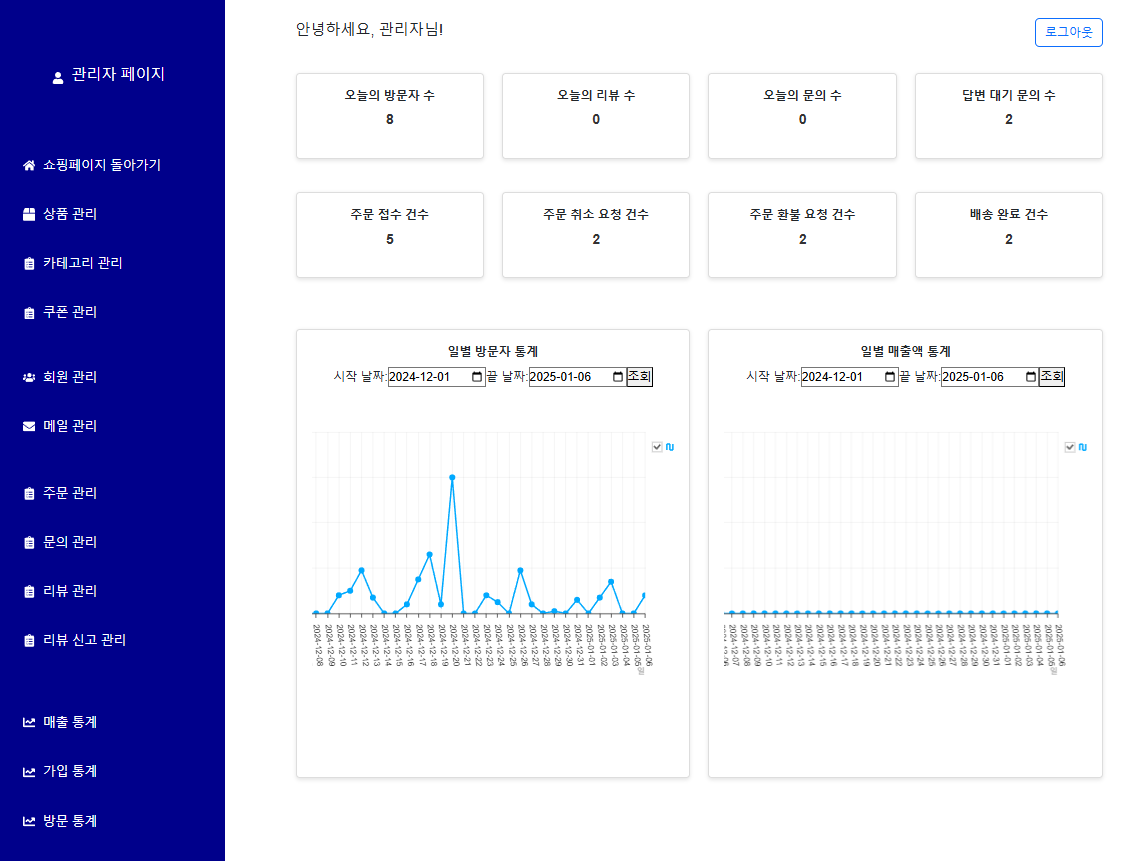 관리자 페이지
쇼핑페이지 돌아가기
상품 관리
카테고리 관리
쿠폰 관리
회원 관리
메일 관리
주문 관리
문의 관리
리뷰 관리
리뷰 신고 관리
매출 통계
가입 통계
방문 통계
안녕하세요, 관리자님!
로그아웃
오늘의 방문자 수
8
오늘의 리뷰 수
0
오늘의 문의 수
0
답변 대기 문의 수
2
주문 접수 건수
5
주문 취소 요청 건수
2
주문 환불 요청 건수
2
배송 완료 건수
2
일별 방문자 통계
시작 날짜:2024-12-01 끝 날짜:2025-01-06 조회
2024-12-08
2024-12-09
2024-12-10
2024-12-11
2024-12-12
2024-12-13
2024-12-14
2024-12-15
2024-12-16
2024-12-17
2024-12-18
2024-12-19
2024-12-20
2024-12-21
2024-12-22
2024-12-23
2024-12-24
2024-12-25
2024-12-26
2024-12-27
2024-12-28
2024-12-29
2024-12-30
2024-12-31
2025-01-01
2025-01-02
2025-01-03
2025-01-04
2025-01-05
2025-01-06
일별 매출액 통계
시작 날짜:2024-12-01 끝 날짜:2025-01-06 조회
2024-12-07
2024-12-08
2024-12-09
2024-12-10
2024-12-11
2024-12-12
2024-12-13
2024-12-14
2024-12-15
2024-12-16
2024-12-17
2024-12-18
2024-12-19
2024-12-20
2024-12-21
2024-12-22
2024-12-23
2024-12-24
2024-12-25
2024-12-26
2024-12-27
2024-12-28
2024-12-29
2024-12-30
2024-12-31
2025-01-01
2025-01-02
2025-01-03
2025-01-04
2025-01-05
2025-01-06